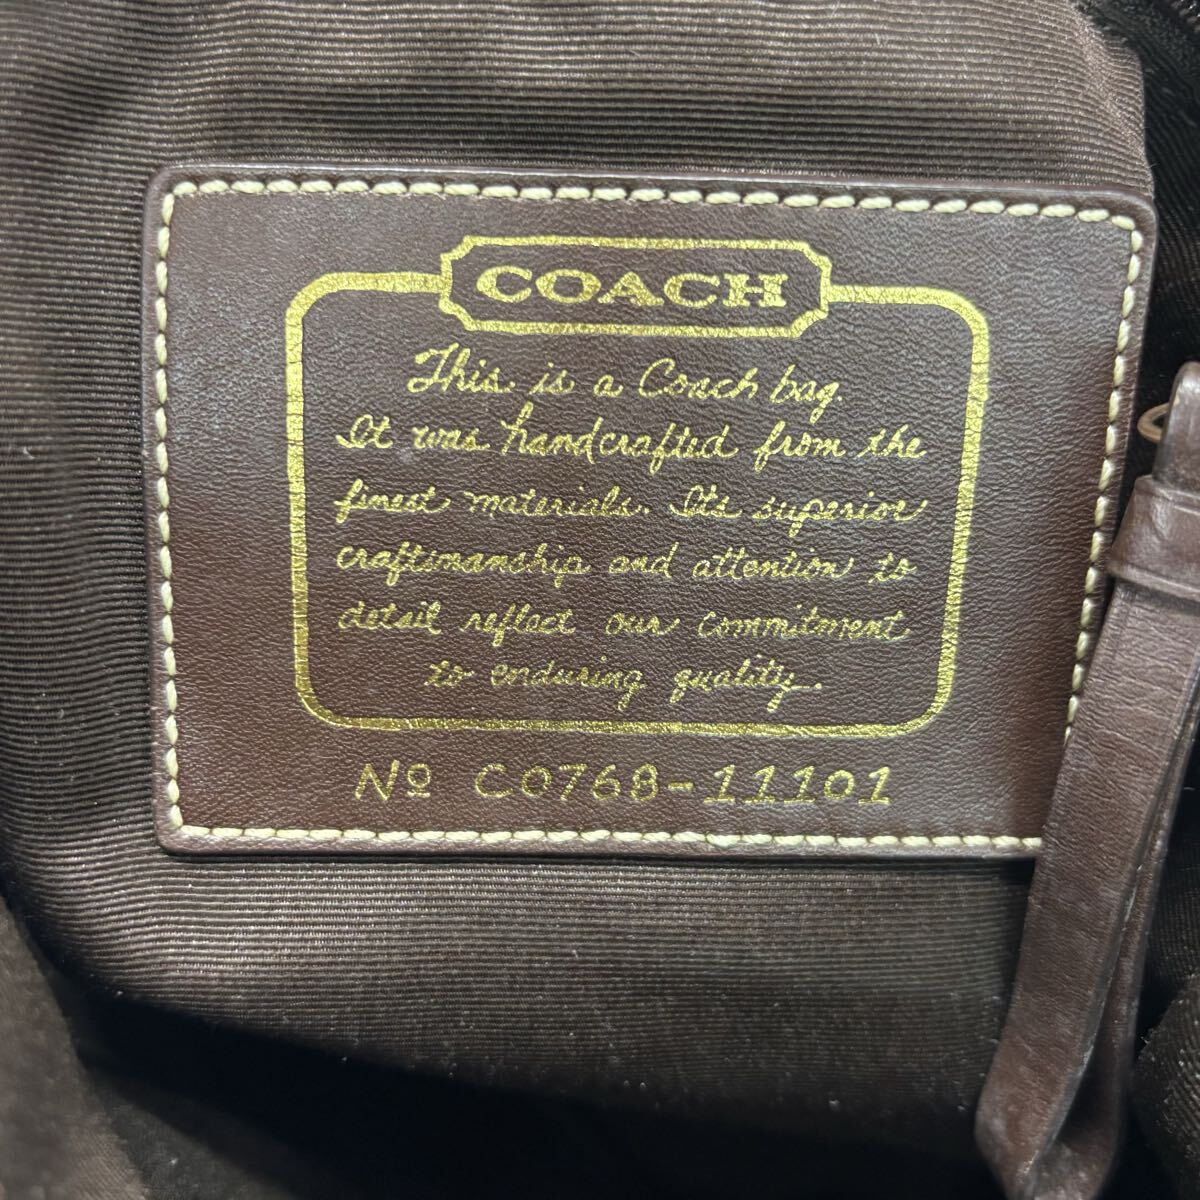 COACH
This is a Coach bag.
It was handcrafted from the
finest materials. Its superior
craftsmanship and attention to
detail reflect our commitment
to enduring quality.
Nº C0768-11101